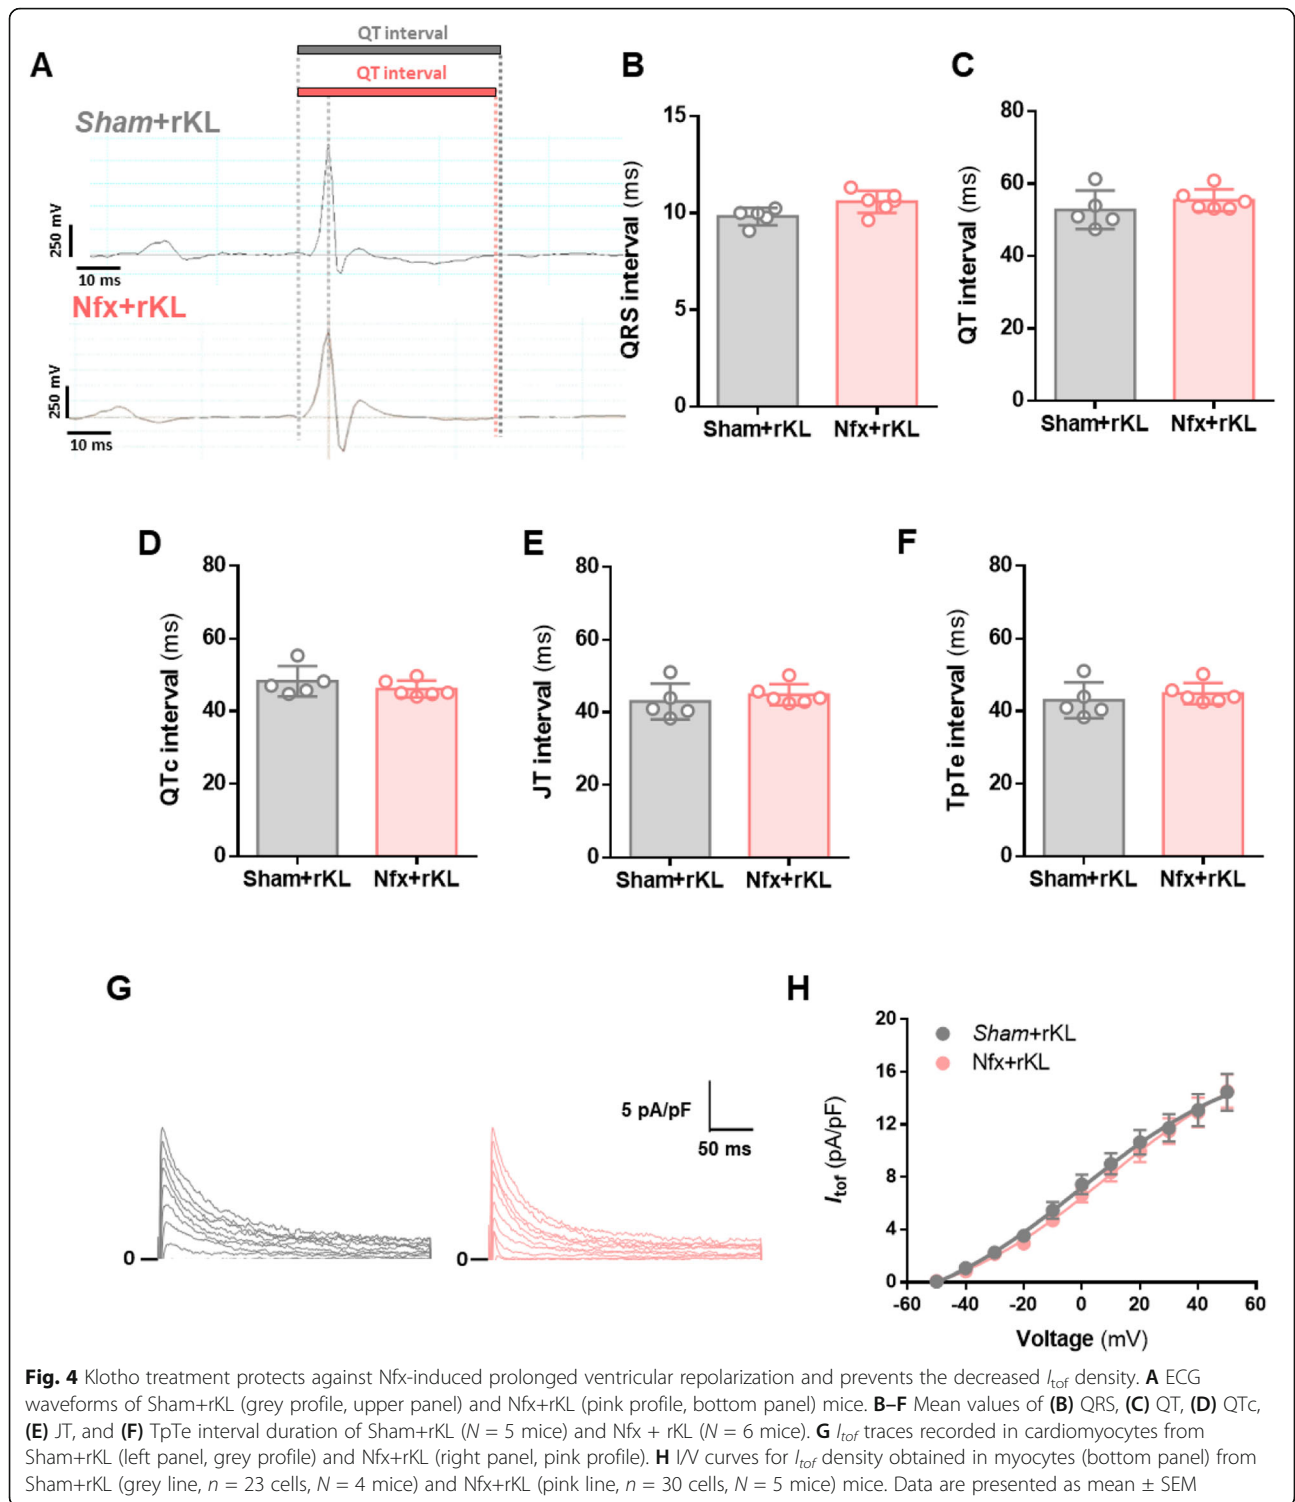 A
QT interval
QT interval
Sham+rKL
250 mV
10 ms
Nfx+rKL
250 mV
10 ms
B
QRS interval (ms)
15
10
5
0
Sham+rKL Nfx+rKL
C
QT interval (ms)
80
60
40
20
0
Sham+rKL Nfx+rKL
D
QTc interval (ms)
80
60
40
20
0
Sham+rKL Nfx+rKL
E
JT interval (ms)
80
60
40
20
0
Sham+rKL Nfx+rKL
F
TpTe interval (ms)
80
60
40
20
0
Sham+rKL Nfx+rKL
G
5 pA/pF
50 ms
0
0
H
Itof (pA/pF)
20
16
12
8
4
0
Sham+rKL
Nfx+rKL
-60 -40 -20 0 20 40 60
Voltage (mV)
Fig. 4 Klotho treatment protects against Nfx-induced prolonged ventricular repolarization and prevents the decreased Itof density. A ECG
waveforms of Sham+rKL (grey profile, upper panel) and Nfx+rKL (pink profile, bottom panel) mice. B–F Mean values of (B) QRS, (C) QT, (D) QTc,
(E) JT, and (F) TpTe interval duration of Sham+rKL (N = 5 mice) and Nfx + rKL (N = 6 mice). G Itof traces recorded in cardiomyocytes from
Sham+rKL (left panel, grey profile) and Nfx+rKL (right panel, pink profile). H I/V curves for Itof density obtained in myocytes (bottom panel) from
Sham+rKL (grey line, n = 23 cells, N = 4 mice) and Nfx+rKL (pink line, n = 30 cells, N = 5 mice) mice. Data are presented as mean ± SEM